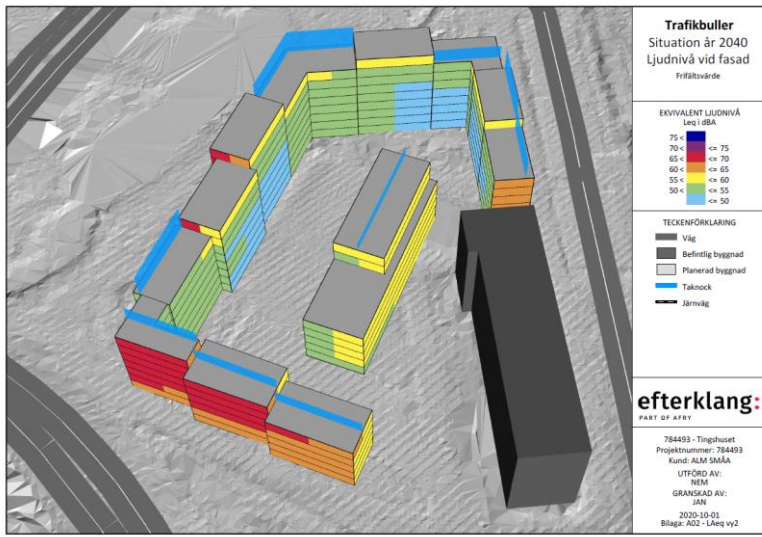 Trafikbuller
Situation år 2040
Ljudnivå vid fasad
Frifältsvärde
EKVIVALENT LJUDNIVÅ
Leq i dBA
75 <
70 < <= 75
65 < <= 70
60 < <= 65
55 < <= 60
50 < <= 55
<= 50
TECKENFÖRKLARING
Väg
Befintlig byggnad
Planerad byggnad
Taknock
Järnväg
efterklang:
PART OF AFRY
784493 - Tingshuset
Projektnummer: 784493
Kund: ALM SMÅA
UTFÖRD AV:
NEM
GRANSKAD AV:
JAN
2020-10-01
Bilaga: A02 - LAeq vy2